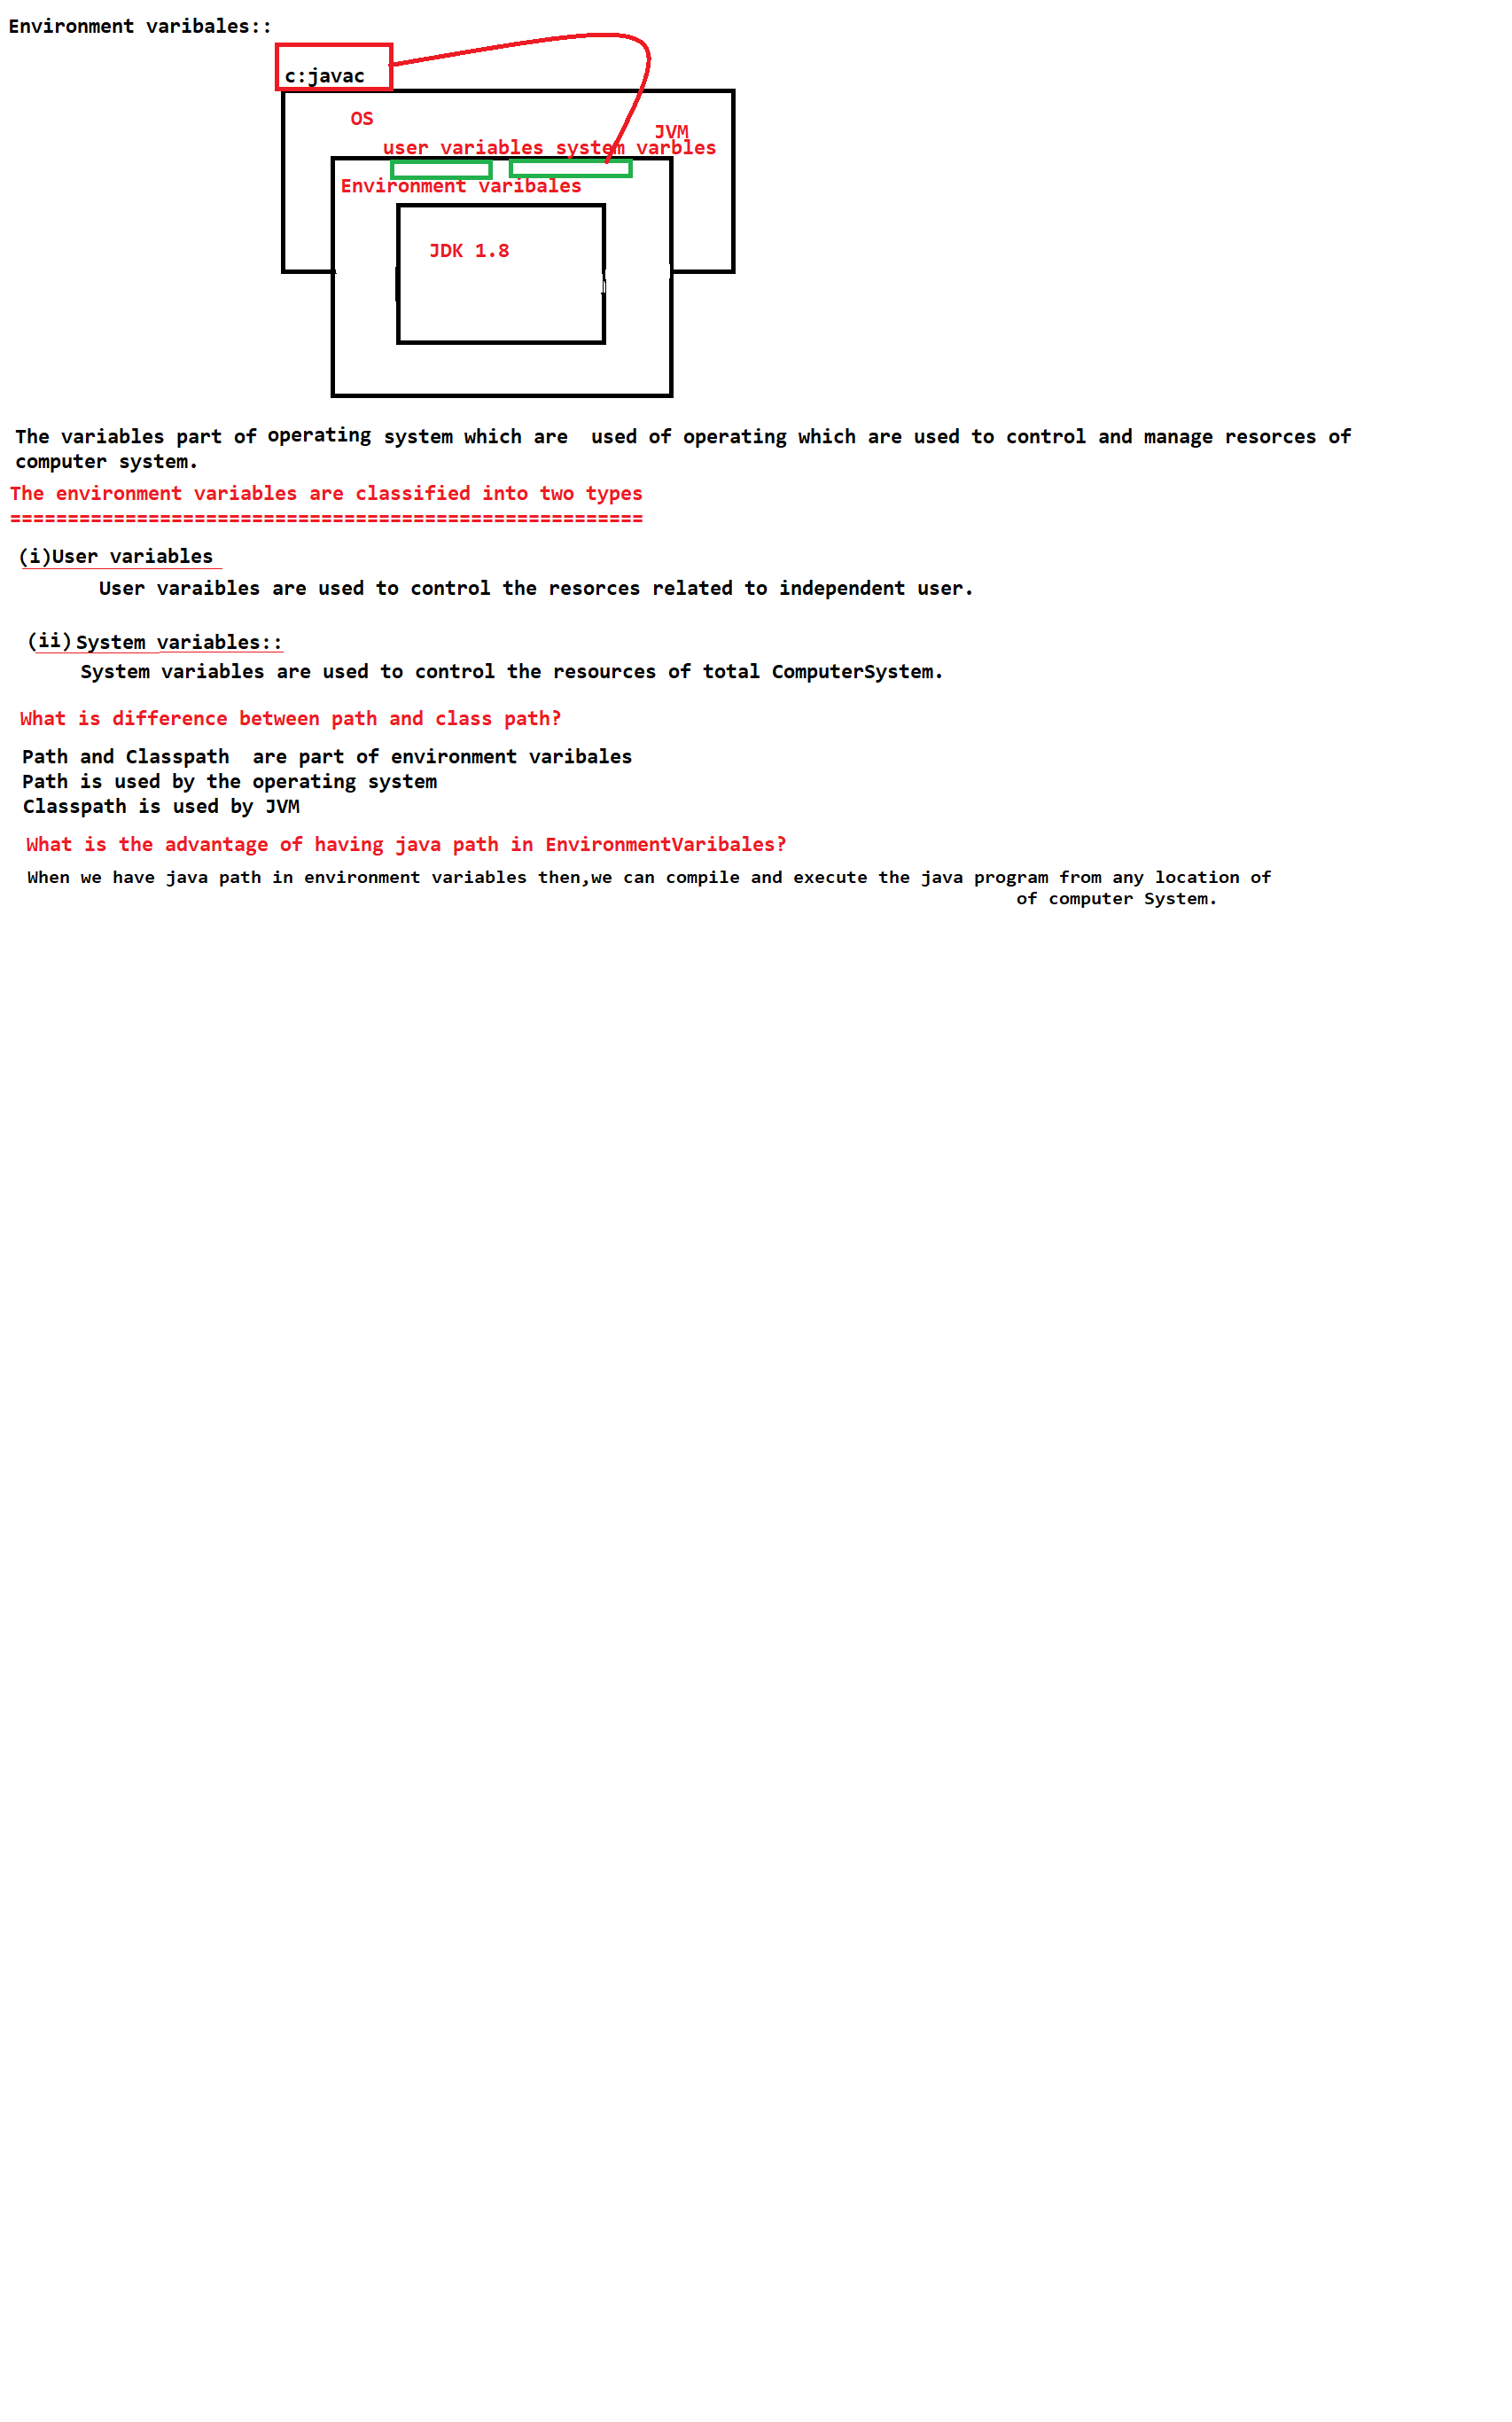 Environment varibales::
c:javac
OS
JVM
user variables system varbles
Environment varibales
JDK 1.8
The variables part of operating system which are  used of operating which are used to control and manage resorces of
computer system.
The environment variables are classified into two types
=======================================================
(i)User variables
User varaibles are used to control the resorces related to independent user.
(ii)System variables::
System variables are used to control the resources of total ComputerSystem.
What is difference between path and class path?
Path and Classpath  are part of environment varibales
Path is used by the operating system
Classpath is used by JVM
What is the advantage of having java path in EnvironmentVaribales?
When we have java path in environment variables then,we can compile and execute the java program from any location of
of computer System.